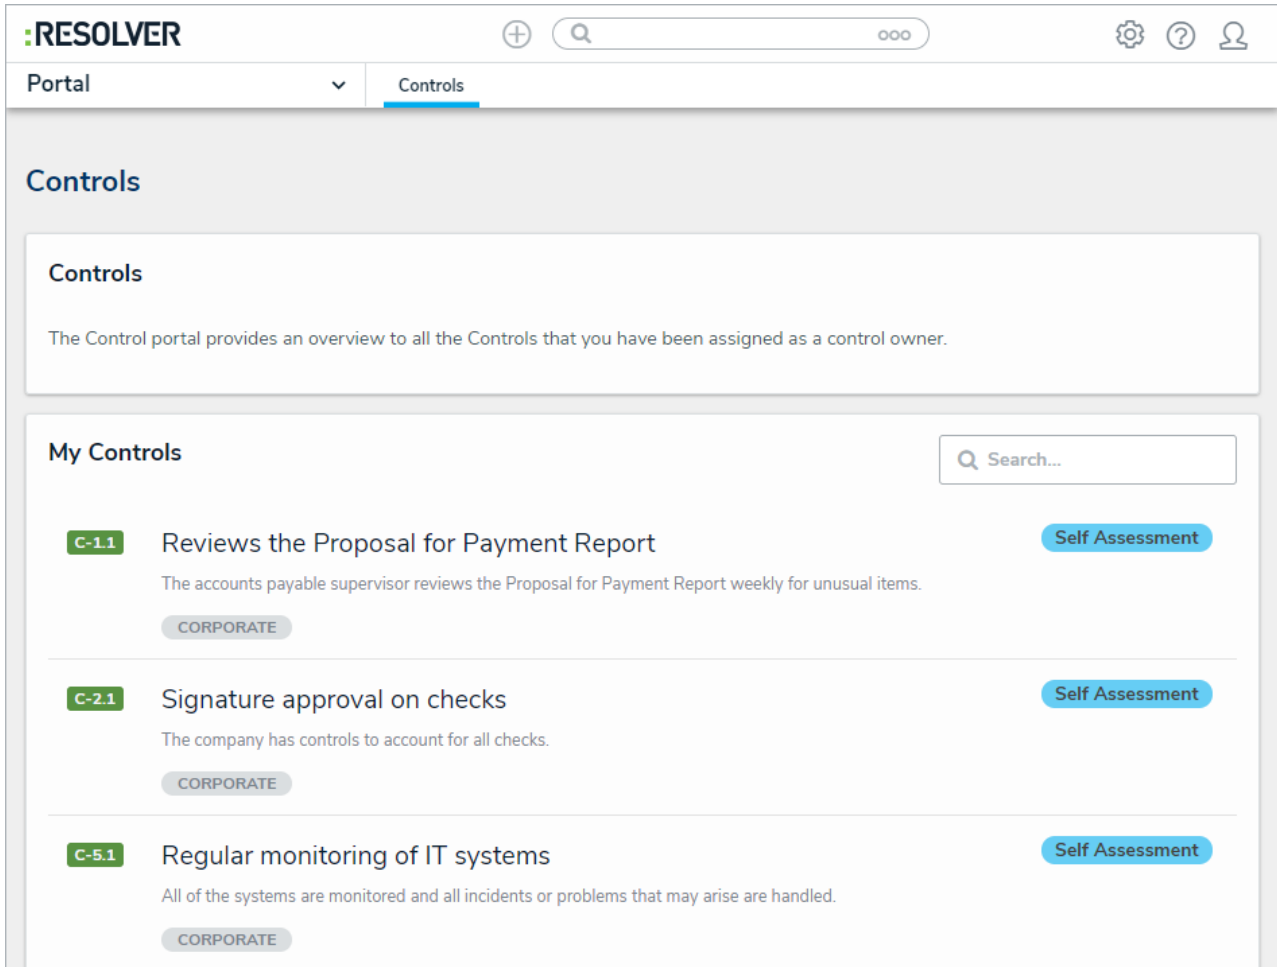 :RESOLVER
ooo
Portal
Controls
Controls
Controls
The Control portal provides an overview to all the Controls that you have been assigned as a control owner.
My Controls
Search...
C-1.1
Reviews the Proposal for Payment Report
Self Assessment
The accounts payable supervisor reviews the Proposal for Payment Report weekly for unusual items.
CORPORATE
C-2.1
Signature approval on checks
Self Assessment
The company has controls to account for all checks.
CORPORATE
C-5.1
Regular monitoring of IT systems
Self Assessment
All of the systems are monitored and all incidents or problems that may arise are handled.
CORPORATE